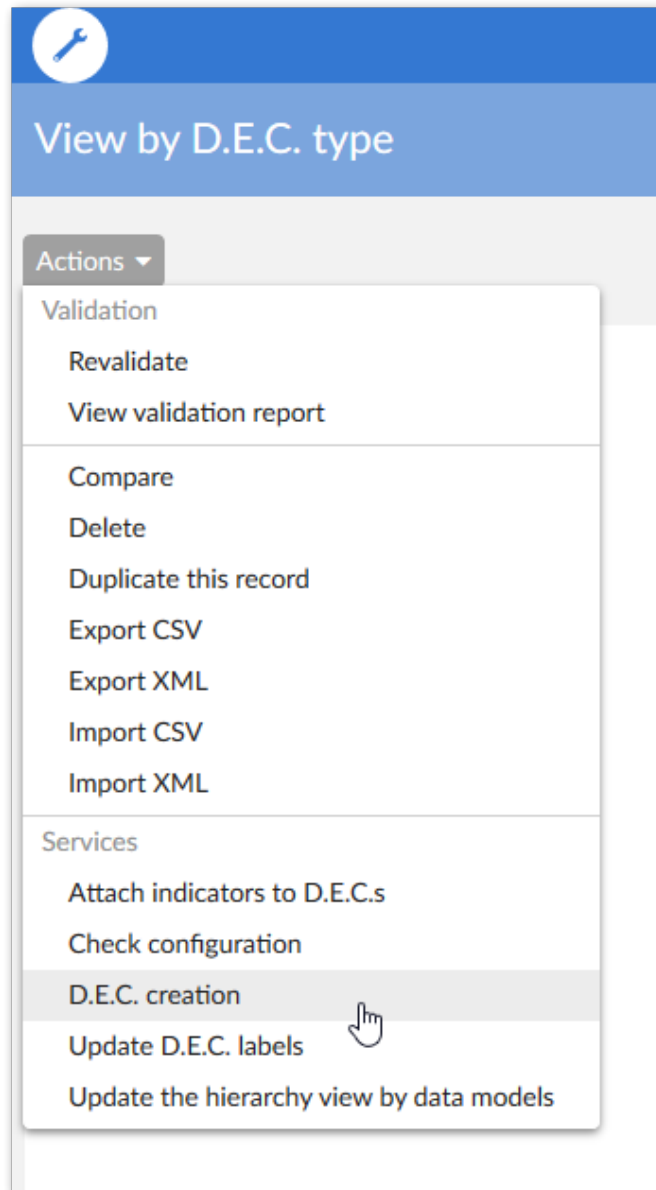 View by D.E.C. type
Actions
Validation
Revalidate
View validation report
Compare
Delete
Duplicate this record
Export CSV
Export XML
Import CSV
Import XML
Services
Attach indicators to D.E.C.s
Check configuration
D.E.C. creation
Update D.E.C. labels
Update the hierarchy view by data models